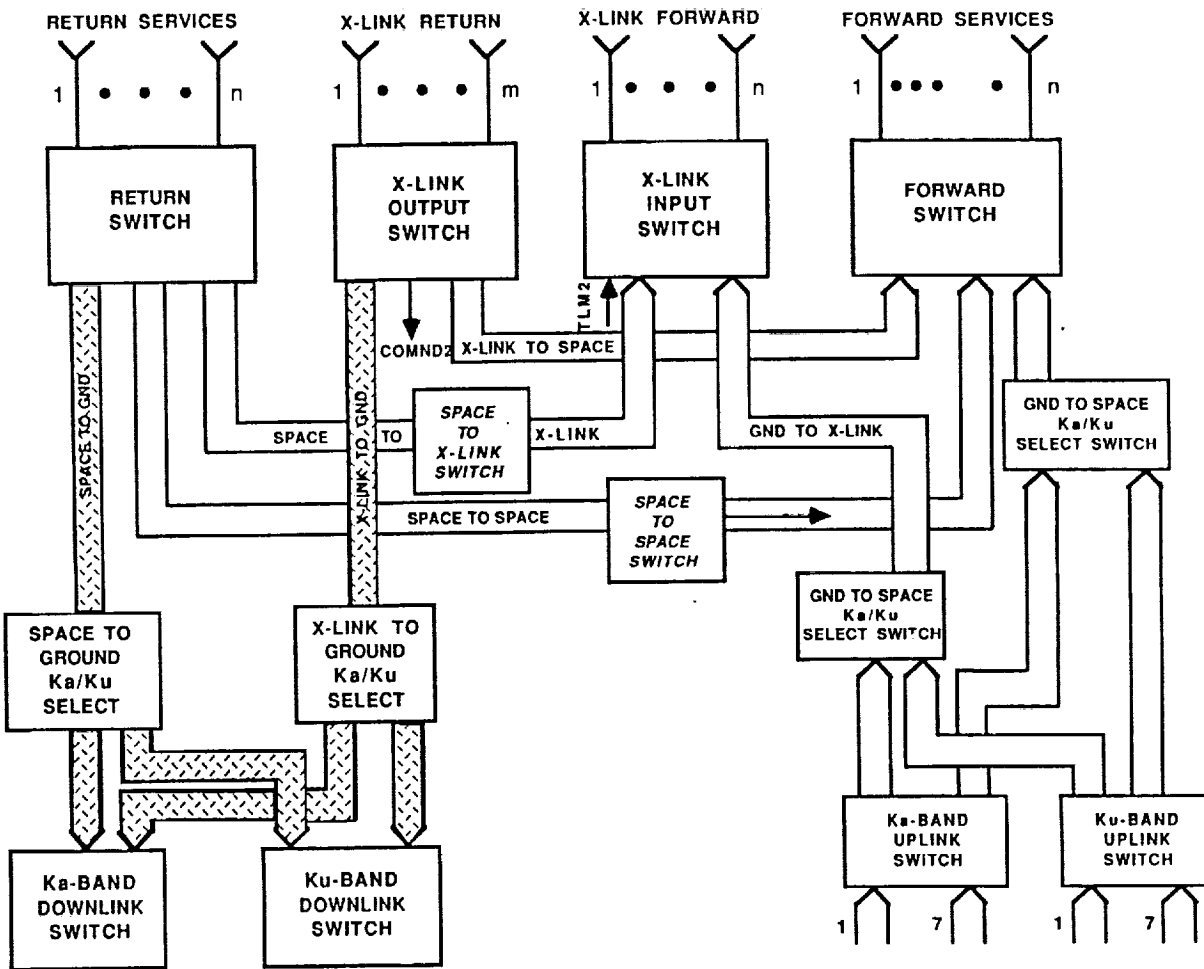 RETURN SERVICES
X-LINK RETURN
X-LINK FORWARD
FORWARD SERVICES
1 • • • n
1 • • • m
1 • • • n
1 ••• • n
RETURN
SWITCH
X-LINK
OUTPUT
SWITCH
X-LINK
INPUT
SWITCH
FORWARD
SWITCH
COMND2
TLM2
X-LINK TO SPACE
SPACE TO GND
X-LINK TO GND
SPACE TO
SPACE
TO
X-LINK
SWITCH
X-LINK
GND TO X-LINK
GND TO SPACE
Ka/Ku
SELECT SWITCH
SPACE TO SPACE
SPACE
TO
SPACE
SWITCH
GND TO SPACE
Ka/Ku
SELECT SWITCH
SPACE TO
GROUND
Ka/Ku
SELECT
X-LINK TO
GROUND
Ka/Ku
SELECT
Ka-BAND
DOWNLINK
SWITCH
Ku-BAND
DOWNLINK
SWITCH
Ka-BAND
UPLINK
SWITCH
Ku-BAND
UPLINK
SWITCH
1 7
1 7